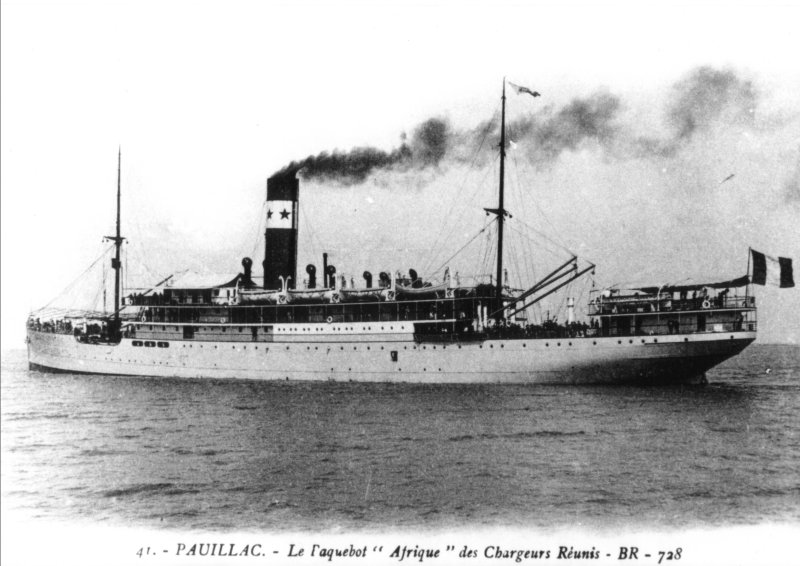 41. - PAUILLAC. - Le Paquebot “ Afrique ” des Chargeurs Réunis - BR - 728